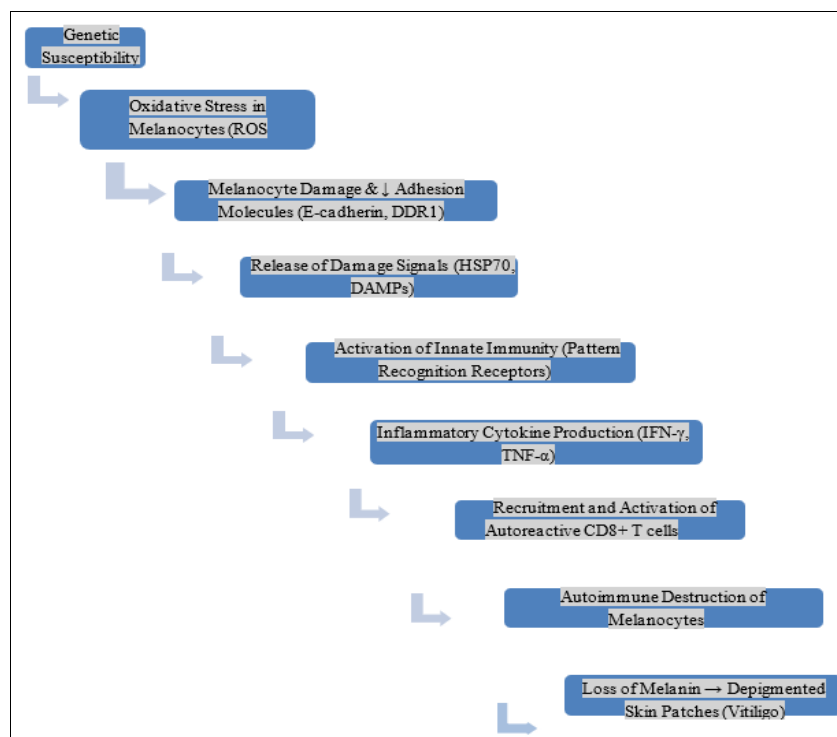 Genetic
Susceptibility
Oxidative Stress in
Melanocytes (ROS
Melanocyte Damage & ↓ Adhesion
Molecules (E-cadherin, DDR1)
Release of Damage Signals (HSP70,
DAMPs)
Activation of Innate Immunity (Pattern
Recognition Receptors)
Inflammatory Cytokine Production (IFN-γ,
TNF-α)
Recruitment and Activation of
Autoreactive CD8+ T cells
Autoimmune Destruction of
Melanocytes
Loss of Melanin → Depigmented
Skin Patches (Vitiligo)